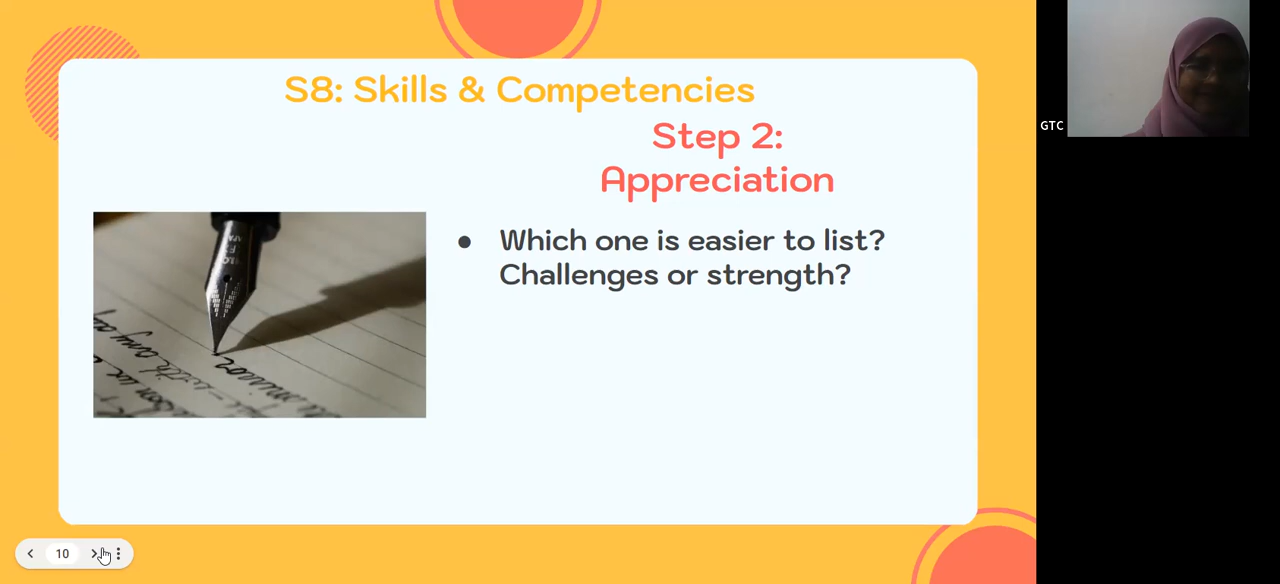 S8: Skills & Competencies
Step 2:
Appreciation
● Which one is easier to list?
Challenges or strength?
GTC
10